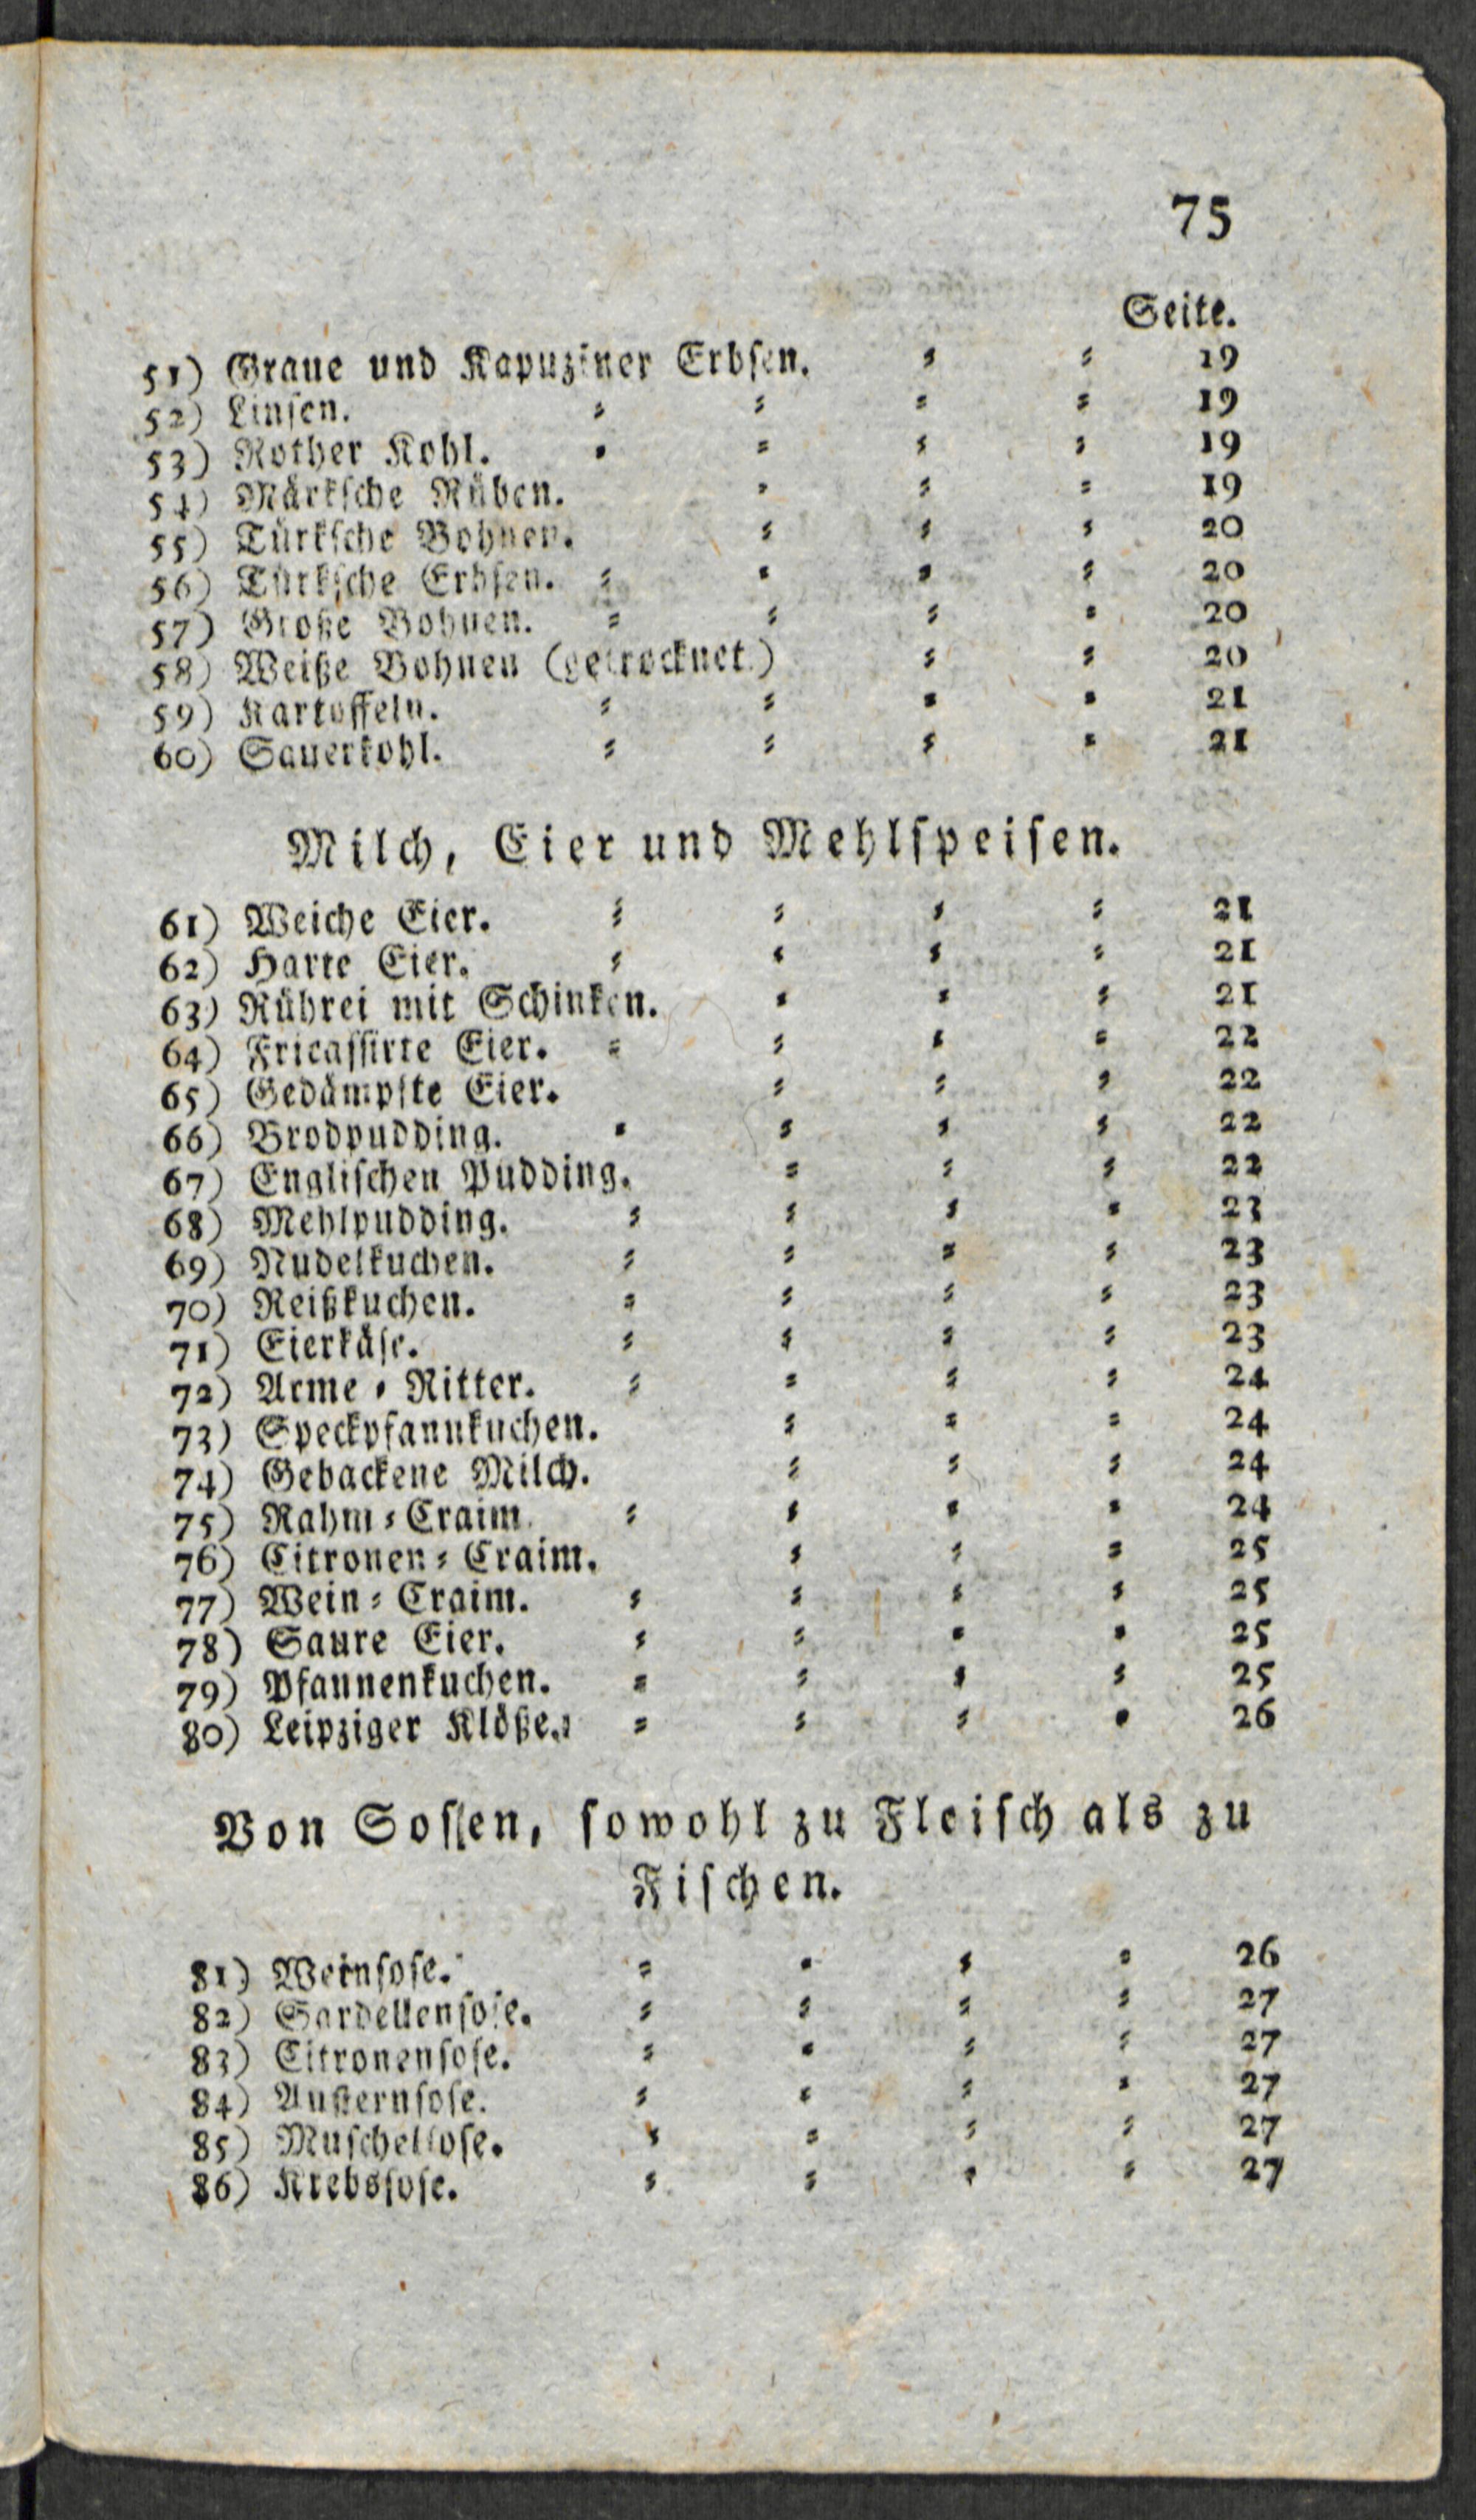 75
Seite.
51) Graue und Kapuziner Erbsen. = = 19
52) Linsen. = = = = 19
53) Rother Kohl. = = = = 19
54) Märksche Rüben. = = = 19
55) Türksche Bohnen. = = = 20
56) Türksche Erbsen. = = = = 20
57) Große Bohnen. = = = = 20
58) Weiße Bohnen (getrocknet.) = = 20
59) Kartoffeln. = = = = 21
60) Sauerkohl. = = = = 21
Milch, Eier und Mehlspeisen.
61) Weiche Eier. = = = = 21
62) Harte Eier. = = = = 21
63) Rührei mit Schinken. = = = 21
64) Fricassirte Eier. = = = = 22
65) Gedämpfte Eier. = = = 22
66) Brodpudding. = = = = 22
67) Englischen Pudding. = = = 22
68) Mehlpudding. = = = = 23
69) Nudelkuchen. = = = = 23
70) Reißkuchen. = = = = 23
71) Eierkäse. = = = = 23
72) Arme = Ritter. = = = = 24
73) Speckpfannkuchen. = = = 24
74) Gebackene Milch. = = = 24
75) Rahm=Craim. = = = = 24
76) Citronen=Craim. = = = 25
77) Wein=Craim. = = = = 25
78) Saure Eier. = = = = 25
79) Pfannenkuchen. = = = = 25
80) Leipziger Klöße. = = = = 26
Von Sossen, sowohl zu Fleisch als zu
Fischen.
81) Weinsose. = = = = 26
82) Sardellensose. = = = = 27
83) Citronensose. = = = = 27
84) Austernsose. = = = = 27
85) Muschelsose. = = = = 27
86) Krebssose. = = = = 27